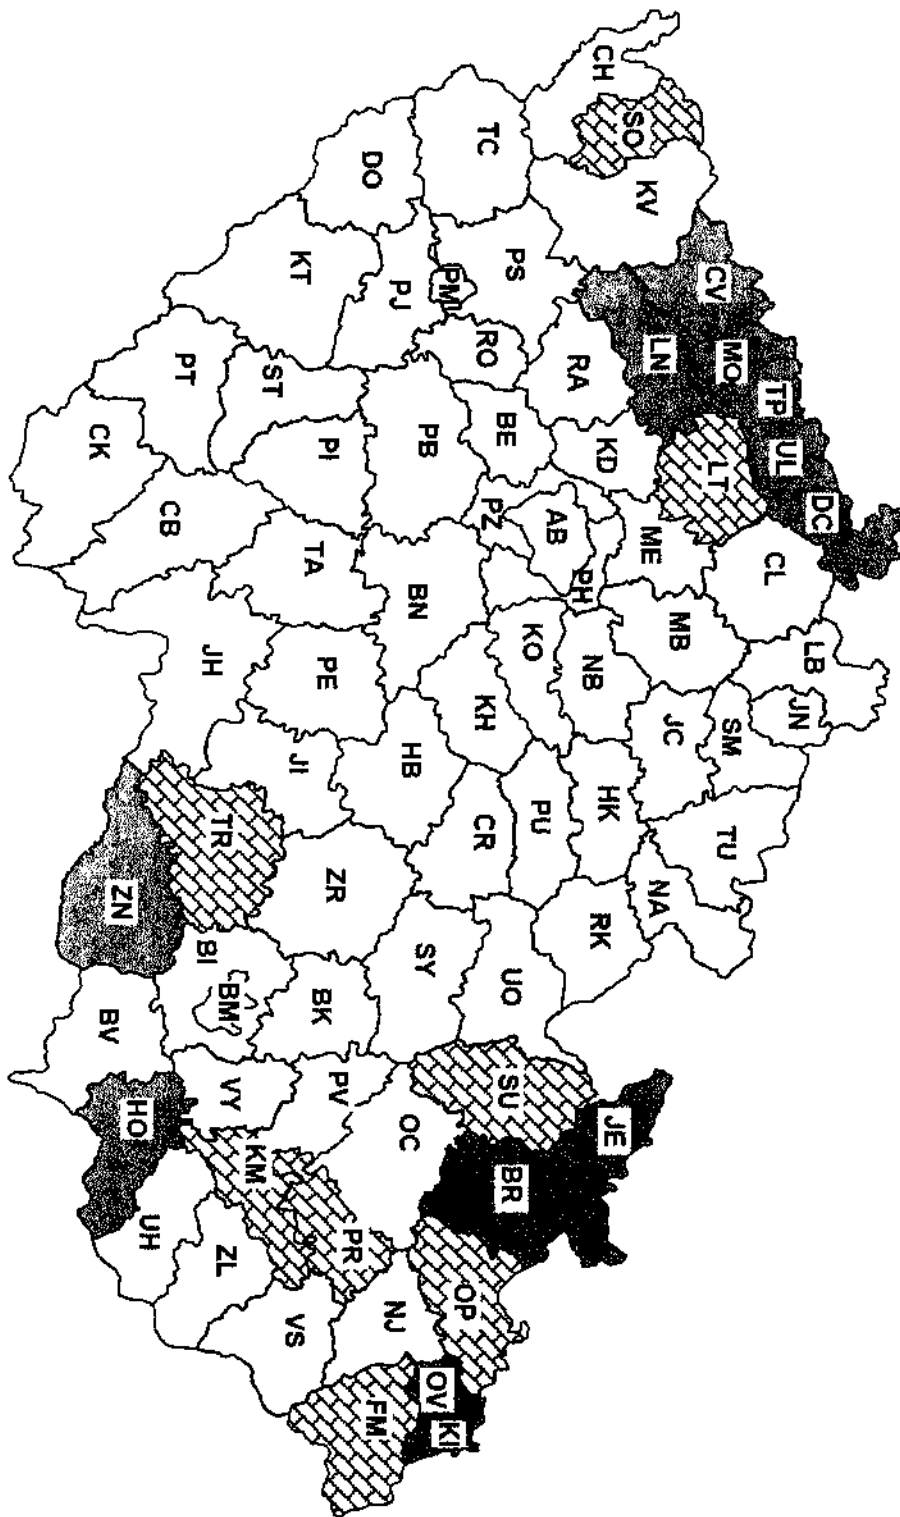 CH
SO
KV
TC
DO
PS
PM
PJ
KT
RO
RA
CV
LN
MO
TP
UL
DC
LT
KD
BE
PB
ST
PT
CK
PI
CB
TA
BN
PZ
AB
PH
ME
CL
LB
JN
SM
MB
JC
NB
KO
KH
PE
JH
JI
HB
CR
PU
HK
TU
NA
RK
UO
SY
ZR
TR
ZN
BI
BM
BK
BV
VY
PV
OC
SU
JE
BR
HO
KM
PR
UH
ZL
VS
NJ
OP
OV
KI
FM